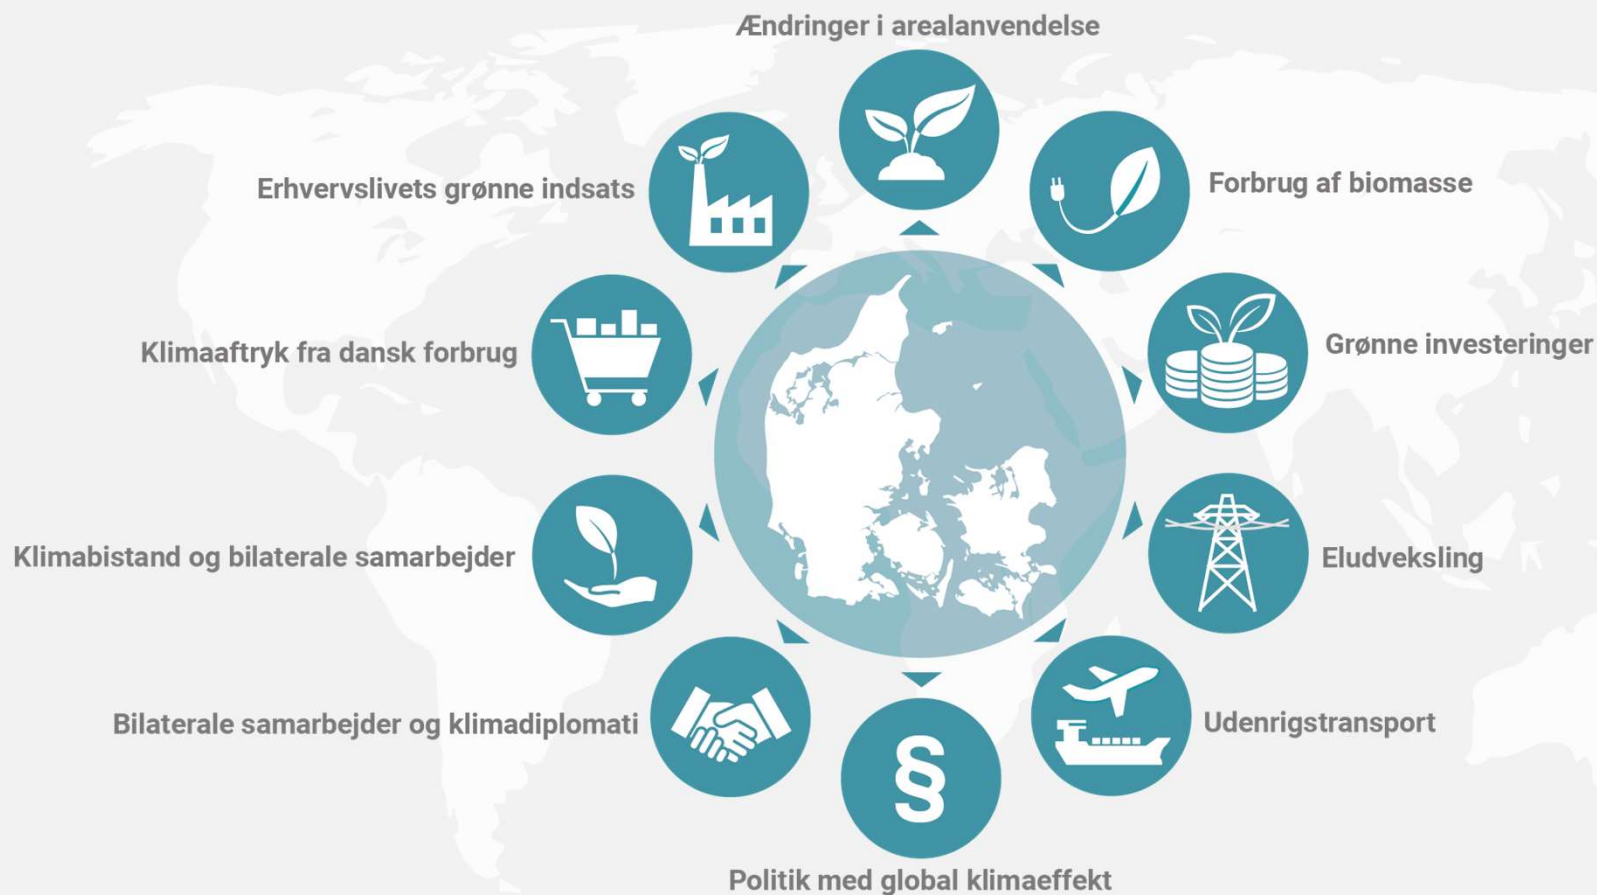 Ændringer i arealanvendelse
Erhvervslivets grønne indsats
Forbrug af biomasse
Klimaaftryk fra dansk forbrug
Grønne investeringer
Klimabistand og bilaterale samarbejder
Eludveksling
Bilaterale samarbejder og klimadiplomati
Udenrigstransport
§
Politik med global klimaeffekt